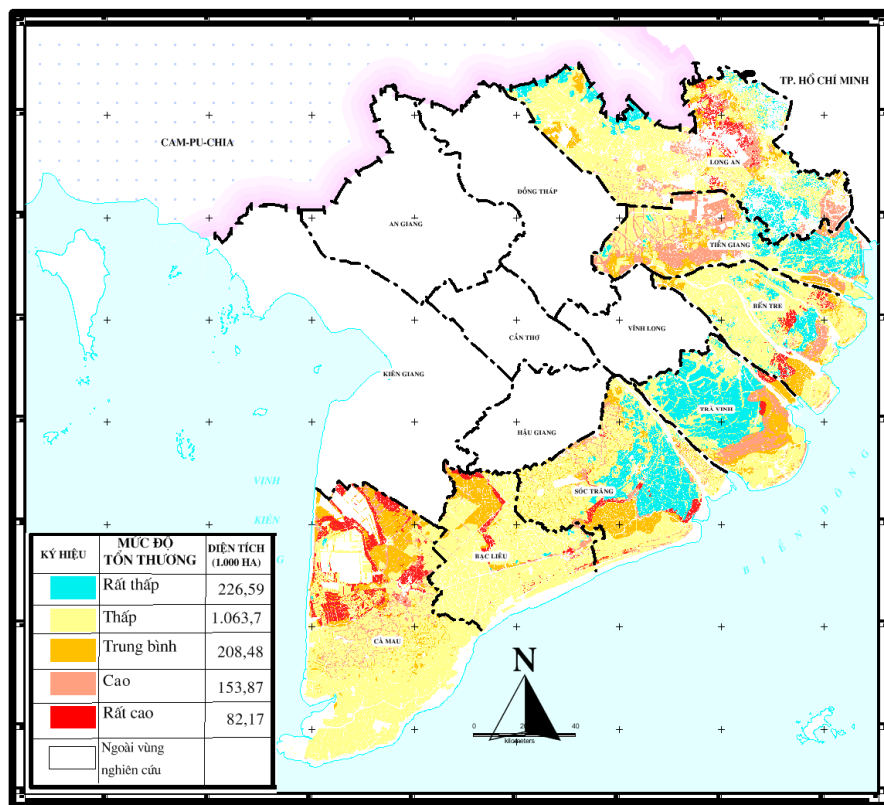 TP. HỒ CHÍ MINH
CAM-PU-CHIA
LONG AN
ĐỒNG THÁP
AN GIANG
TIỀN GIANG
BẾN TRE
VĨNH LONG
CẦN THƠ
KIÊN GIANG
TRÀ VINH
HẬU GIANG
SÓC TRĂNG
VỊNH
KIÊN
G
BIỂN ĐÔNG
BẠC LIÊU
CÀ MAU
KÝ HIỆU MỨC ĐỘ TỔN THƯƠNG DIỆN TÍCH (1.000 HA)
Rất thấp 226,59
Thấp 1.063,7
Trung bình 208,48
Cao 153,87
Rất cao 82,17
Ngoài vùng
nghiên cứu
N
0 20 40
kilometers